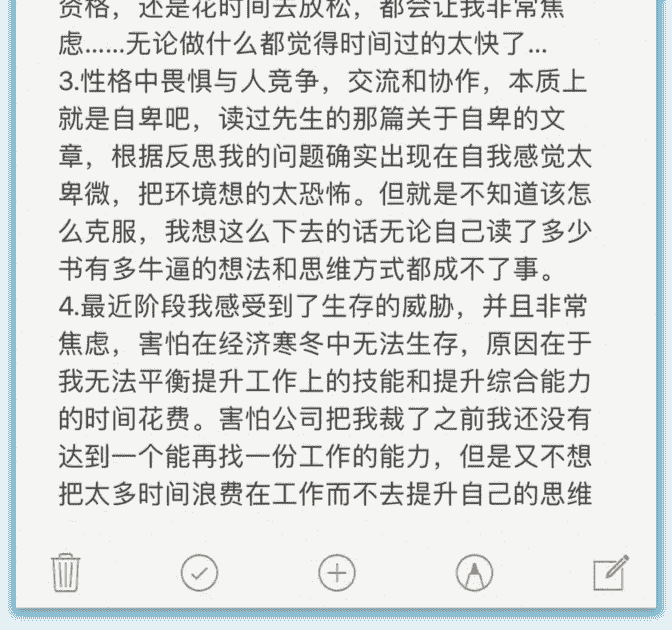 资格，还是花时间去放松，都会让我非常焦
虑......无论做什么都觉得时间过的太快了...
3.性格中畏惧与人竞争，交流和协作，本质上
就是自卑吧，读过先生的那篇关于自卑的文
章，根据反思我的问题确实出现在自我感觉太
卑微，把环境想的太恐怖。但就是不知道该怎
么克服，我想这么下去的话无论自己读了多少
书有多牛逼的想法和思维方式都成不了事。
4.最近阶段我感受到了生存的威胁，并且非常
焦虑，害怕在经济寒冬中无法生存，原因在于
我无法平衡提升工作上的技能和提升综合能力
的时间花费。害怕公司把我裁了之前我还没有
达到一个能再找一份工作的能力，但是又不想
把太多时间浪费在工作而不去提升自己的思维